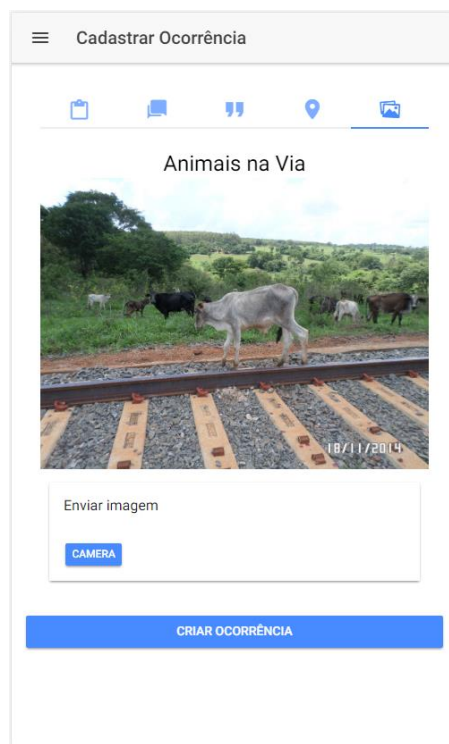 Cadastrar Ocorrência
Animais na Via
18/11/2014
Enviar imagem
CAMERA
CRIAR OCORRÊNCIA